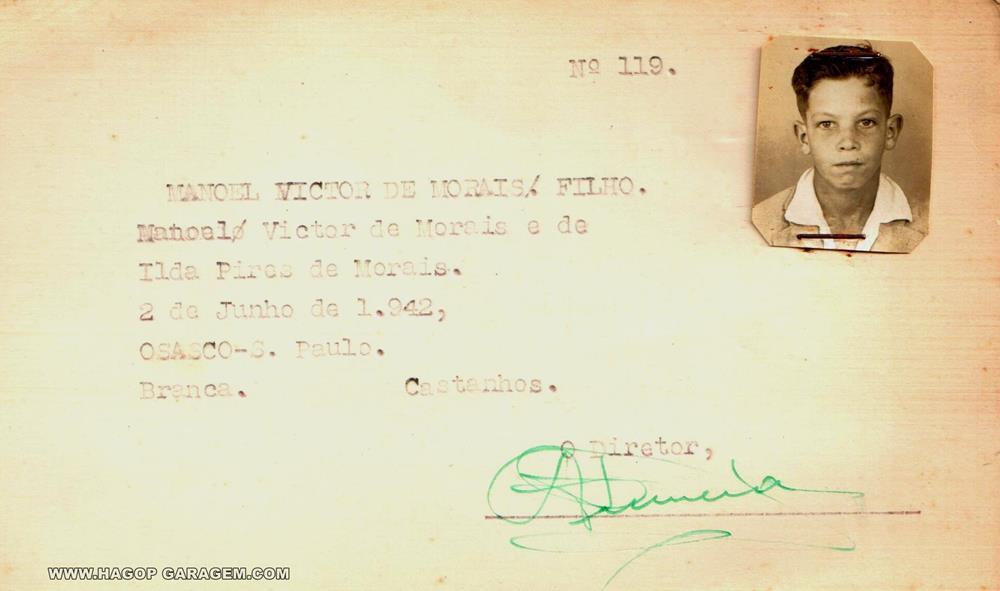 Nº 119.
MANOEL VICTOR DE MORAIS/. FILHO.
Manoelø Victor de Morais e de
Ilda Pires de Morais.
2 de Junho de 1.942,
OSASCO-S. Paulo.
Branca. Castanhos.
O Diretor,
WWW.HAGOP GARAGEM.COM